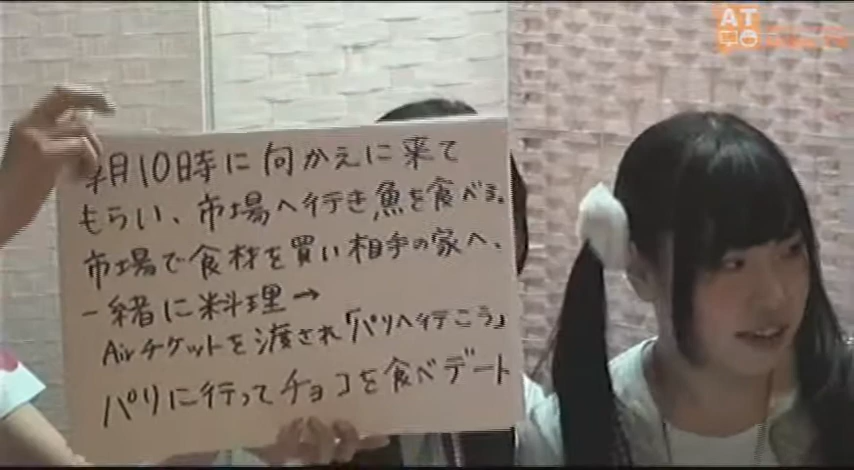 AT
朝10時に向かえに来て
もらい、市場へ行き魚を食べる。
市場で食材を買い相手の家へ、
一緒に料理→
Airチケットを渡され「パリへ行こう」
パリに行ってチョコを食べデート